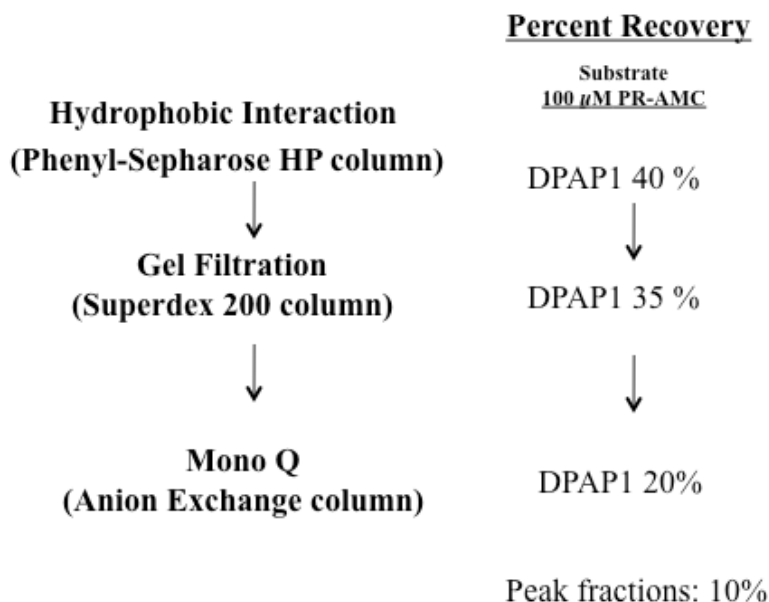 Percent Recovery
Substrate
100 µM PR-AMC
Hydrophobic Interaction
(Phenyl-Sepharose HP column)
DPAP1 40 %
Gel Filtration
(Superdex 200 column)
DPAP1 35 %
Mono Q
(Anion Exchange column)
DPAP1 20%
Peak fractions: 10%